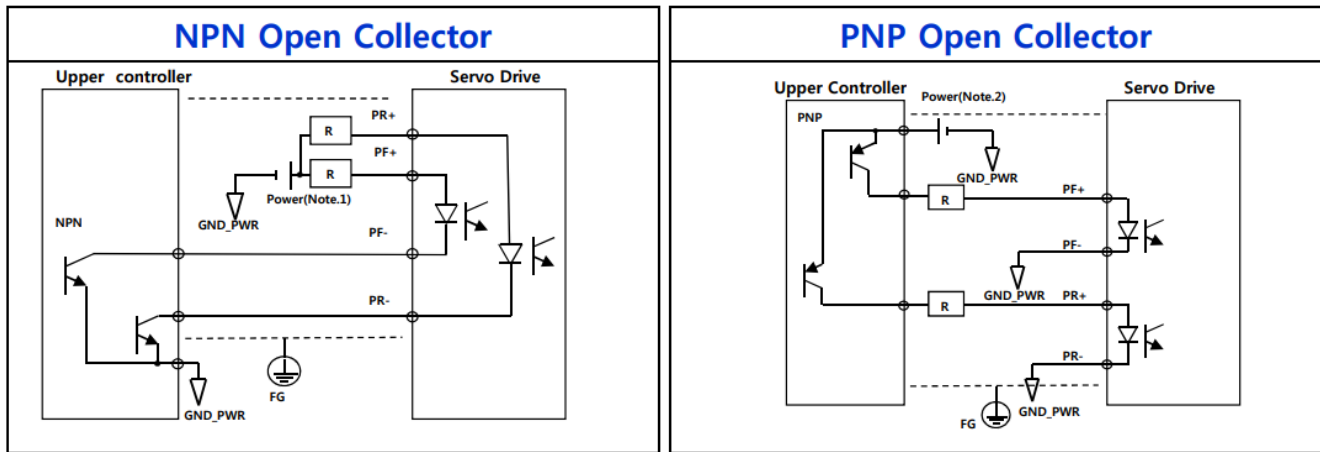 NPN Open Collector
Upper controller
Servo Drive
PR+
R
PF+
R
Power(Note.1)
GND_PWR
NPN
PF-
PR-
FG
GND_PWR
PNP Open Collector
Upper Controller
Power(Note.2)
Servo Drive
PNP
GND_PWR
PF+
R
PF-
GND_PWR
PR+
R
PR-
GND_PWR
FG